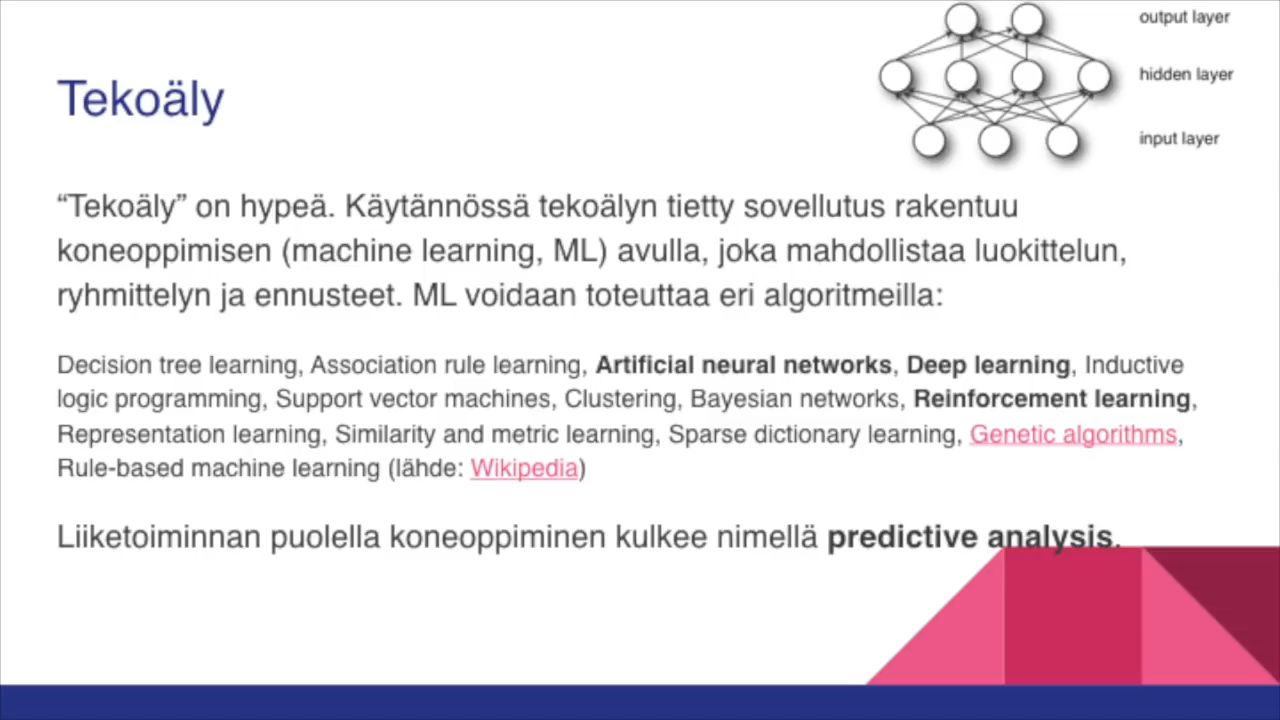 output layer
hidden layer
input layer
Tekoäly
“Tekoäly” on hypeä. Käytännössä tekoälyn tietty sovellutus rakentuu
koneoppimisen (machine learning, ML) avulla, joka mahdollistaa luokittelun,
ryhmittelyn ja ennusteet. ML voidaan toteuttaa eri algoritmeilla:
Decision tree learning, Association rule learning, Artificial neural networks, Deep learning, Inductive
logic programming, Support vector machines, Clustering, Bayesian networks, Reinforcement learning,
Representation learning, Similarity and metric learning, Sparse dictionary learning, Genetic algorithms,
Rule-based machine learning (lähde: Wikipedia)
Liiketoiminnan puolella koneoppiminen kulkee nimellä predictive analysis.